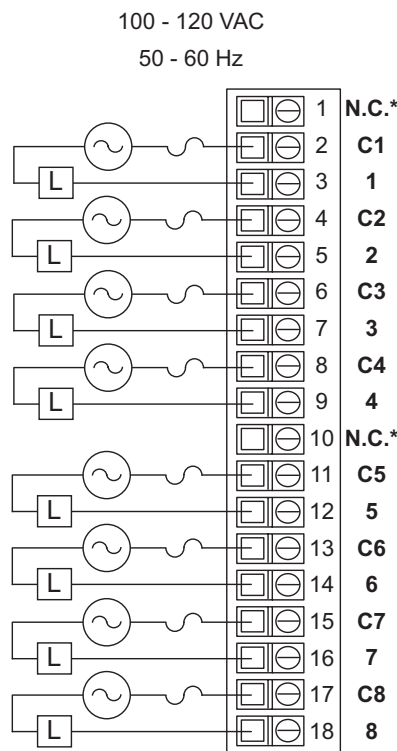 100 - 120 VAC
50 - 60 Hz
1 N.C.*
2 C1
L 3 1
4 C2
L 5 2
6 C3
L 7 3
8 C4
L 9 4
10 N.C.*
11 C5
L 12 5
13 C6
L 14 6
15 C7
L 16 7
17 C8
L 18 8